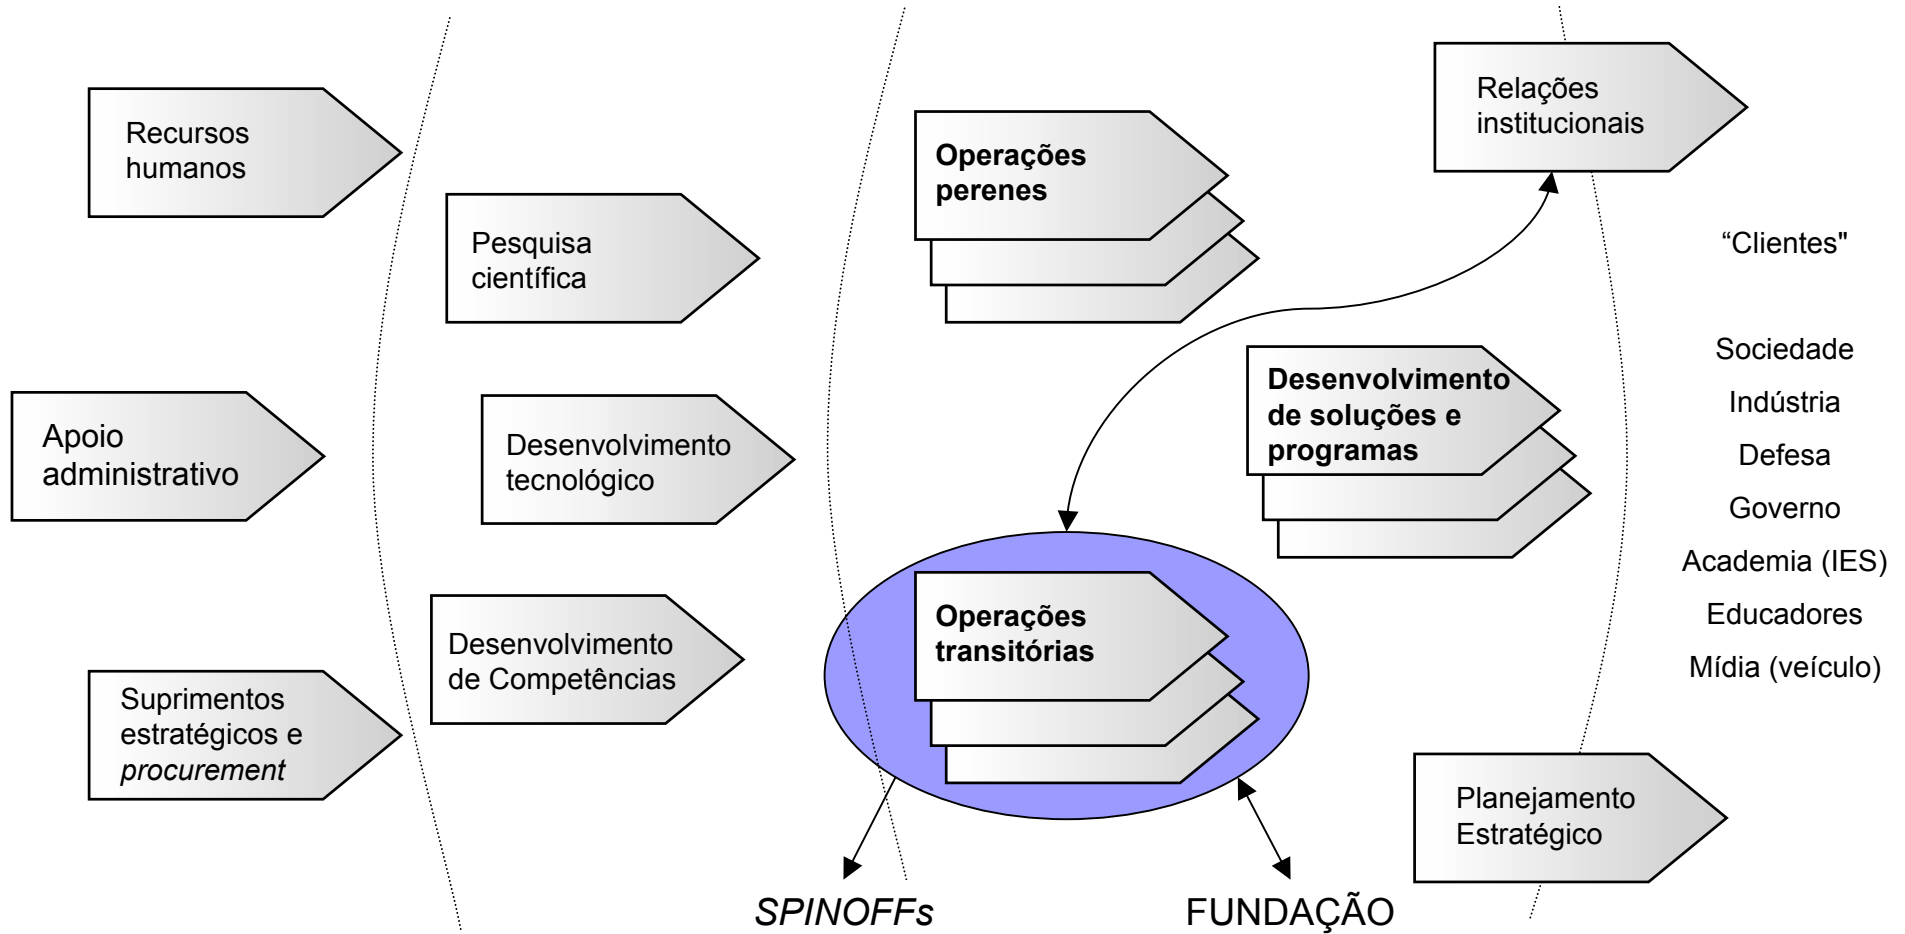 Recursos
humanos
Apoio
administrativo
Suprimentos
estratégicos e
procurement
Pesquisa
científica
Desenvolvimento
tecnológico
Desenvolvimento
de Competências
Operações
perenes
Desenvolvimento
de soluções e
programas
Operações
transitórias
SPINOFFs
FUNDAÇÃO
Relações
institucionais
Planejamento
Estratégico
“Clientes"
Sociedade
Indústria
Defesa
Governo
Academia (IES)
Educadores
Mídia (veículo)